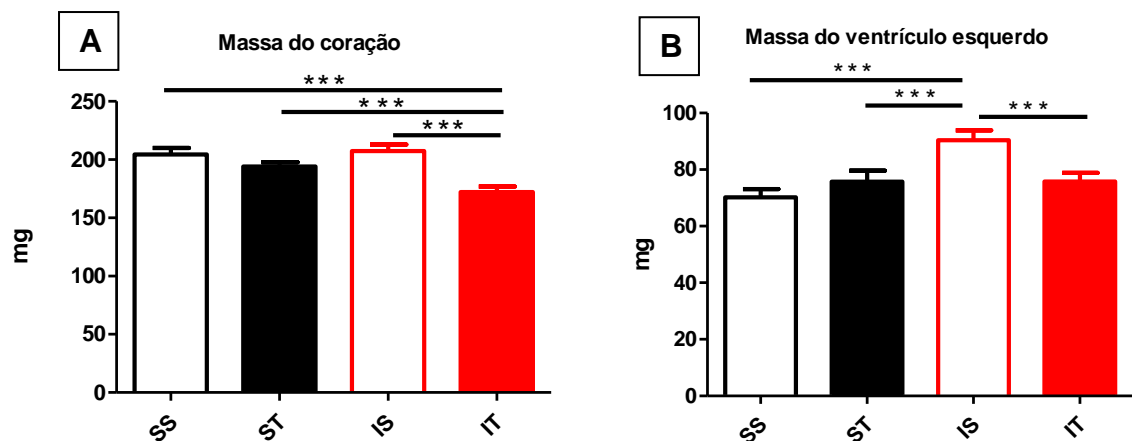 A
Massa do coração
***
***
***
250
200
150
100
50
0
mg
SS
ST
IS
IT
B
Massa do ventrículo esquerdo
***
***
***
100
80
60
40
20
0
mg
SS
ST
IS
IT